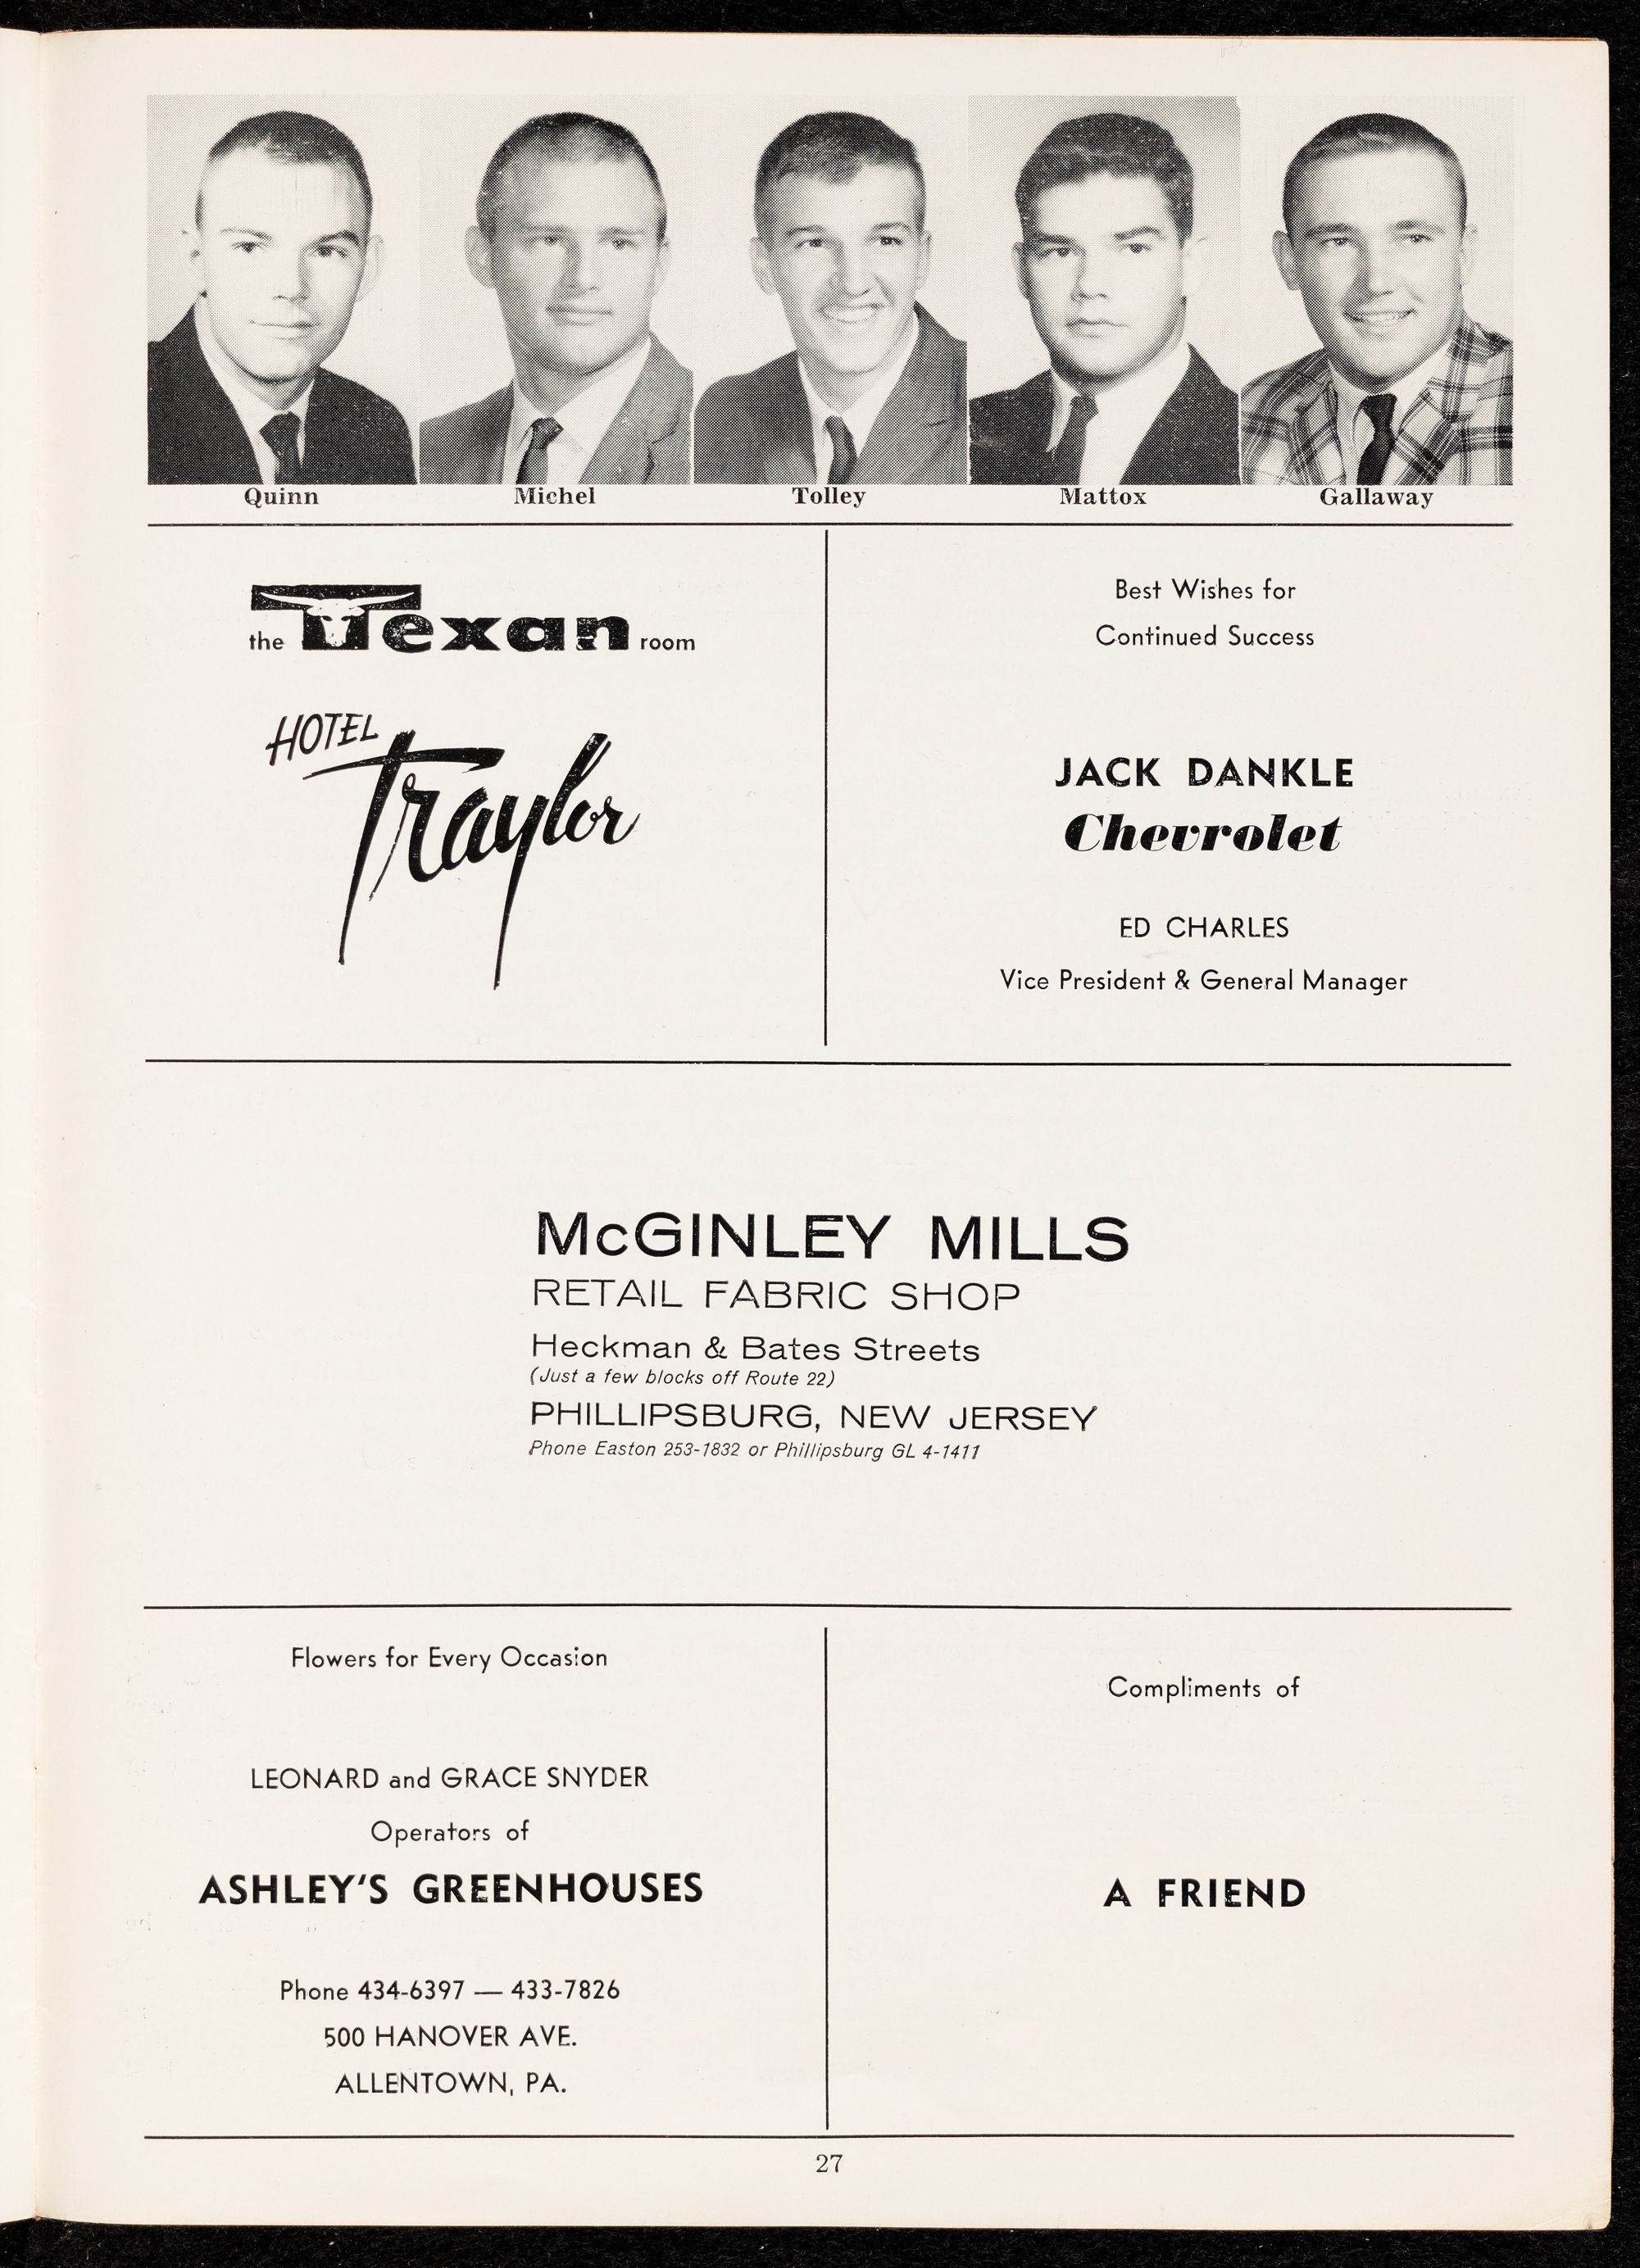 Quinn Michel Tolley Mattox Gallaway
the Texan room
HOTEL
Traylor
Best Wishes for
Continued Success
JACK DANKLE
Chevrolet
ED CHARLES
Vice President & General Manager
McGINLEY MILLS
RETAIL FABRIC SHOP
Heckman & Bates Streets
(Just a few blocks off Route 22)
PHILLIPSBURG, NEW JERSEY
Phone Easton 253-1832 or Phillipsburg GL 4-1411
Flowers for Every Occasion
LEONARD and GRACE SNYDER
Operators of
ASHLEY'S GREENHOUSES
Phone 434-6397 — 433-7826
500 HANOVER AVE.
ALLENTOWN, PA.
Compliments of
A FRIEND
27